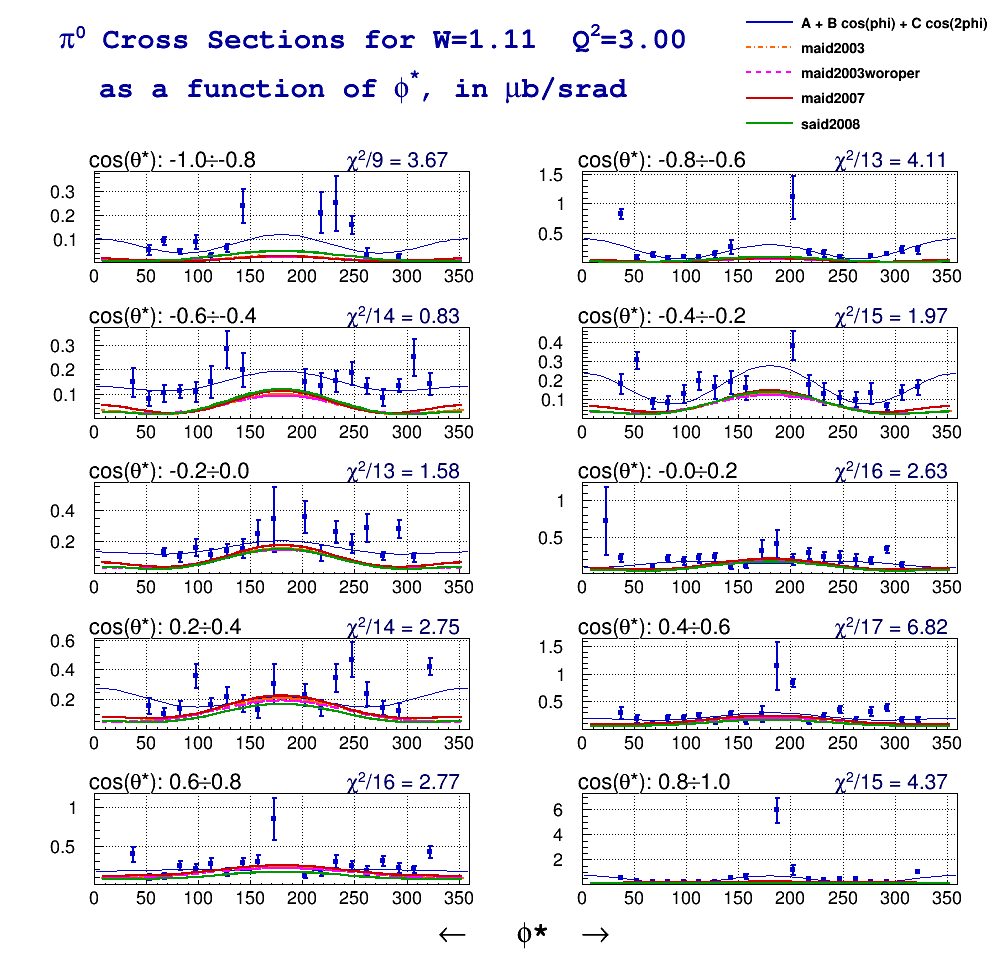 π⁰ Cross Sections for W=1.11 Q²=3.00
as a function of ϕ*, in μb/srad
A + B cos(phi) + C cos(2phi)
maid2003
maid2003woroper
maid2007
said2008
cos(θ*): -1.0÷-0.8 χ²/9 = 3.67
0.3
0.2
0.1
0 50 100 150 200 250 300 350
cos(θ*): -0.8÷-0.6 χ²/13 = 4.11
1.5
1
0.5
0 50 100 150 200 250 300 350
cos(θ*): -0.6÷-0.4 χ²/14 = 0.83
0.3
0.2
0.1
0 50 100 150 200 250 300 350
cos(θ*): -0.4÷-0.2 χ²/15 = 1.97
0.4
0.3
0.2
0.1
0 50 100 150 200 250 300 350
cos(θ*): -0.2÷0.0 χ²/13 = 1.58
0.4
0.2
0 50 100 150 200 250 300 350
cos(θ*): -0.0÷0.2 χ²/16 = 2.63
1
0.5
0 50 100 150 200 250 300 350
cos(θ*): 0.2÷0.4 χ²/14 = 2.75
0.6
0.4
0.2
0 50 100 150 200 250 300 350
cos(θ*): 0.4÷0.6 χ²/17 = 6.82
1.5
1
0.5
0 50 100 150 200 250 300 350
cos(θ*): 0.6÷0.8 χ²/16 = 2.77
1
0.5
0 50 100 150 200 250 300 350
cos(θ*): 0.8÷1.0 χ²/15 = 4.37
6
4
2
0 50 100 150 200 250 300 350
← ϕ* →